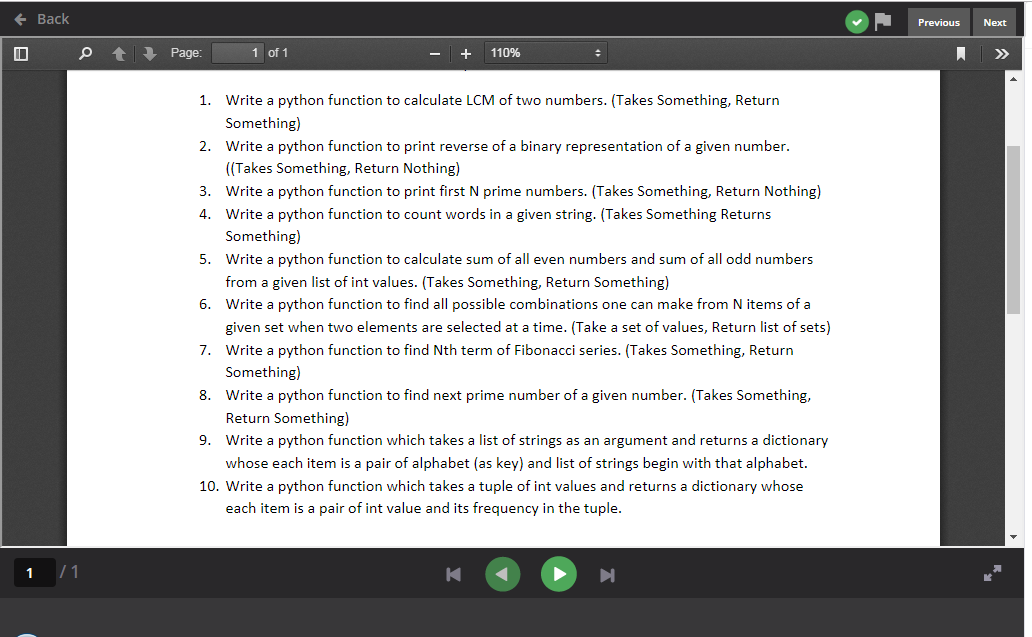 Back
Previous Next
Page: 1 of 1
110%
1. Write a python function to calculate LCM of two numbers. (Takes Something, Return
Something)
2. Write a python function to print reverse of a binary representation of a given number.
((Takes Something, Return Nothing)
3. Write a python function to print first N prime numbers. (Takes Something, Return Nothing)
4. Write a python function to count words in a given string. (Takes Something Returns
Something)
5. Write a python function to calculate sum of all even numbers and sum of all odd numbers
from a given list of int values. (Takes Something, Return Something)
6. Write a python function to find all possible combinations one can make from N items of a
given set when two elements are selected at a time. (Take a set of values, Return list of sets)
7. Write a python function to find Nth term of Fibonacci series. (Takes Something, Return
Something)
8. Write a python function to find next prime number of a given number. (Takes Something,
Return Something)
9. Write a python function which takes a list of strings as an argument and returns a dictionary
whose each item is a pair of alphabet (as key) and list of strings begin with that alphabet.
10. Write a python function which takes a tuple of int values and returns a dictionary whose
each item is a pair of int value and its frequency in the tuple.
1 / 1